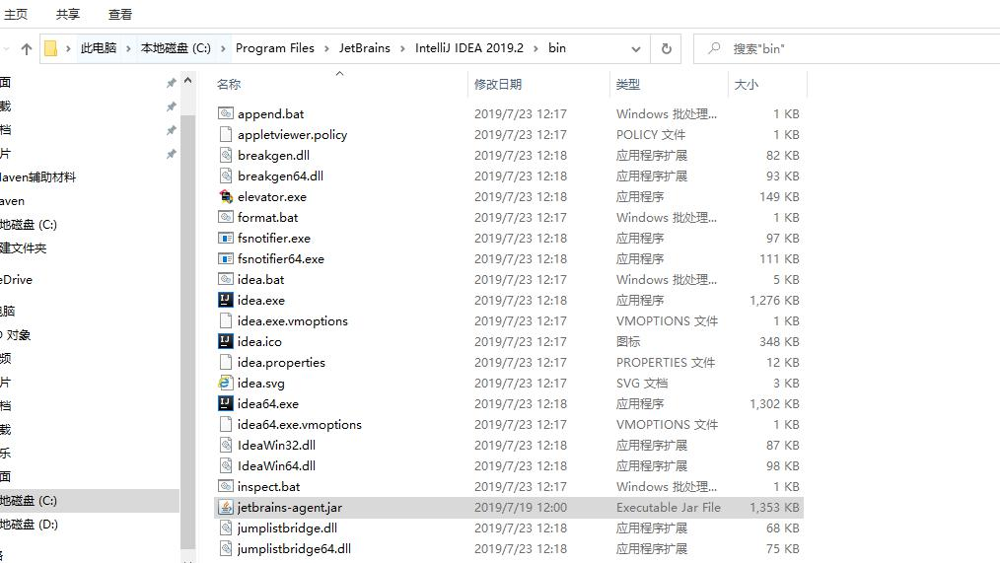 主页 共享 查看
此电脑 本地磁盘 (C:) Program Files JetBrains IntelliJ IDEA 2019.2 bin 搜索"bin"
名称 修改日期 类型 大小
append.bat 2019/7/23 12:17 Windows 批处理... 1 KB
appletviewer.policy 2019/7/23 12:17 POLICY 文件 1 KB
breakgen.dll 2019/7/23 12:18 应用程序扩展 82 KB
breakgen64.dll 2019/7/23 12:18 应用程序扩展 93 KB
elevator.exe 2019/7/23 12:18 应用程序 149 KB
format.bat 2019/7/23 12:17 Windows 批处理... 1 KB
fsnotifier.exe 2019/7/23 12:18 应用程序 97 KB
fsnotifier64.exe 2019/7/23 12:18 应用程序 111 KB
idea.bat 2019/7/23 12:17 Windows 批处理... 5 KB
idea.exe 2019/7/23 12:18 应用程序 1,276 KB
idea.exe.vmoptions 2019/7/23 12:17 VMOPTIONS 文件 1 KB
idea.ico 2019/7/23 12:17 图标 348 KB
idea.properties 2019/7/23 12:17 PROPERTIES 文件 12 KB
idea.svg 2019/7/23 12:17 SVG 文档 3 KB
idea64.exe 2019/7/23 12:18 应用程序 1,302 KB
idea64.exe.vmoptions 2019/7/23 12:17 VMOPTIONS 文件 1 KB
IdeaWin32.dll 2019/7/23 12:18 应用程序扩展 87 KB
IdeaWin64.dll 2019/7/23 12:18 应用程序扩展 98 KB
inspect.bat 2019/7/23 12:17 Windows 批处理... 1 KB
jetbrains-agent.jar 2019/7/19 12:00 Executable Jar File 1,353 KB
jumplistbridge.dll 2019/7/23 12:18 应用程序扩展 68 KB
jumplistbridge64.dll 2019/7/23 12:18 应用程序扩展 75 KB
面
载
档
片
aven辅助材料
aven
地磁盘 (C:)
建文件夹
eDrive
电脑
D 对象
频
片
档
载
乐
面
地磁盘 (C:)
地磁盘 (D:)